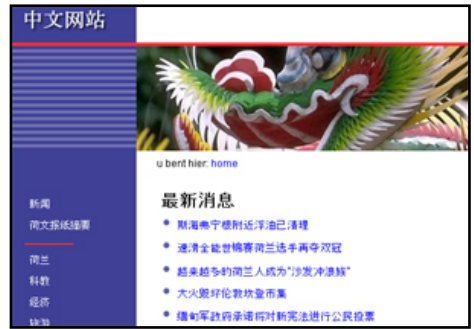 中文网站
u bent hier: home
最新消息
新闻
荷文报纸摘要
斯海弗宁根附近浮油已清理
速滑全能世锦赛荷兰选手再夺双冠
荷兰
越来越多的荷兰人成为"沙发冲浪族"
科教
大火毁坏伦敦坎登市集
经济
缅甸军政府承诺将对新宪法进行公民投票
旅游